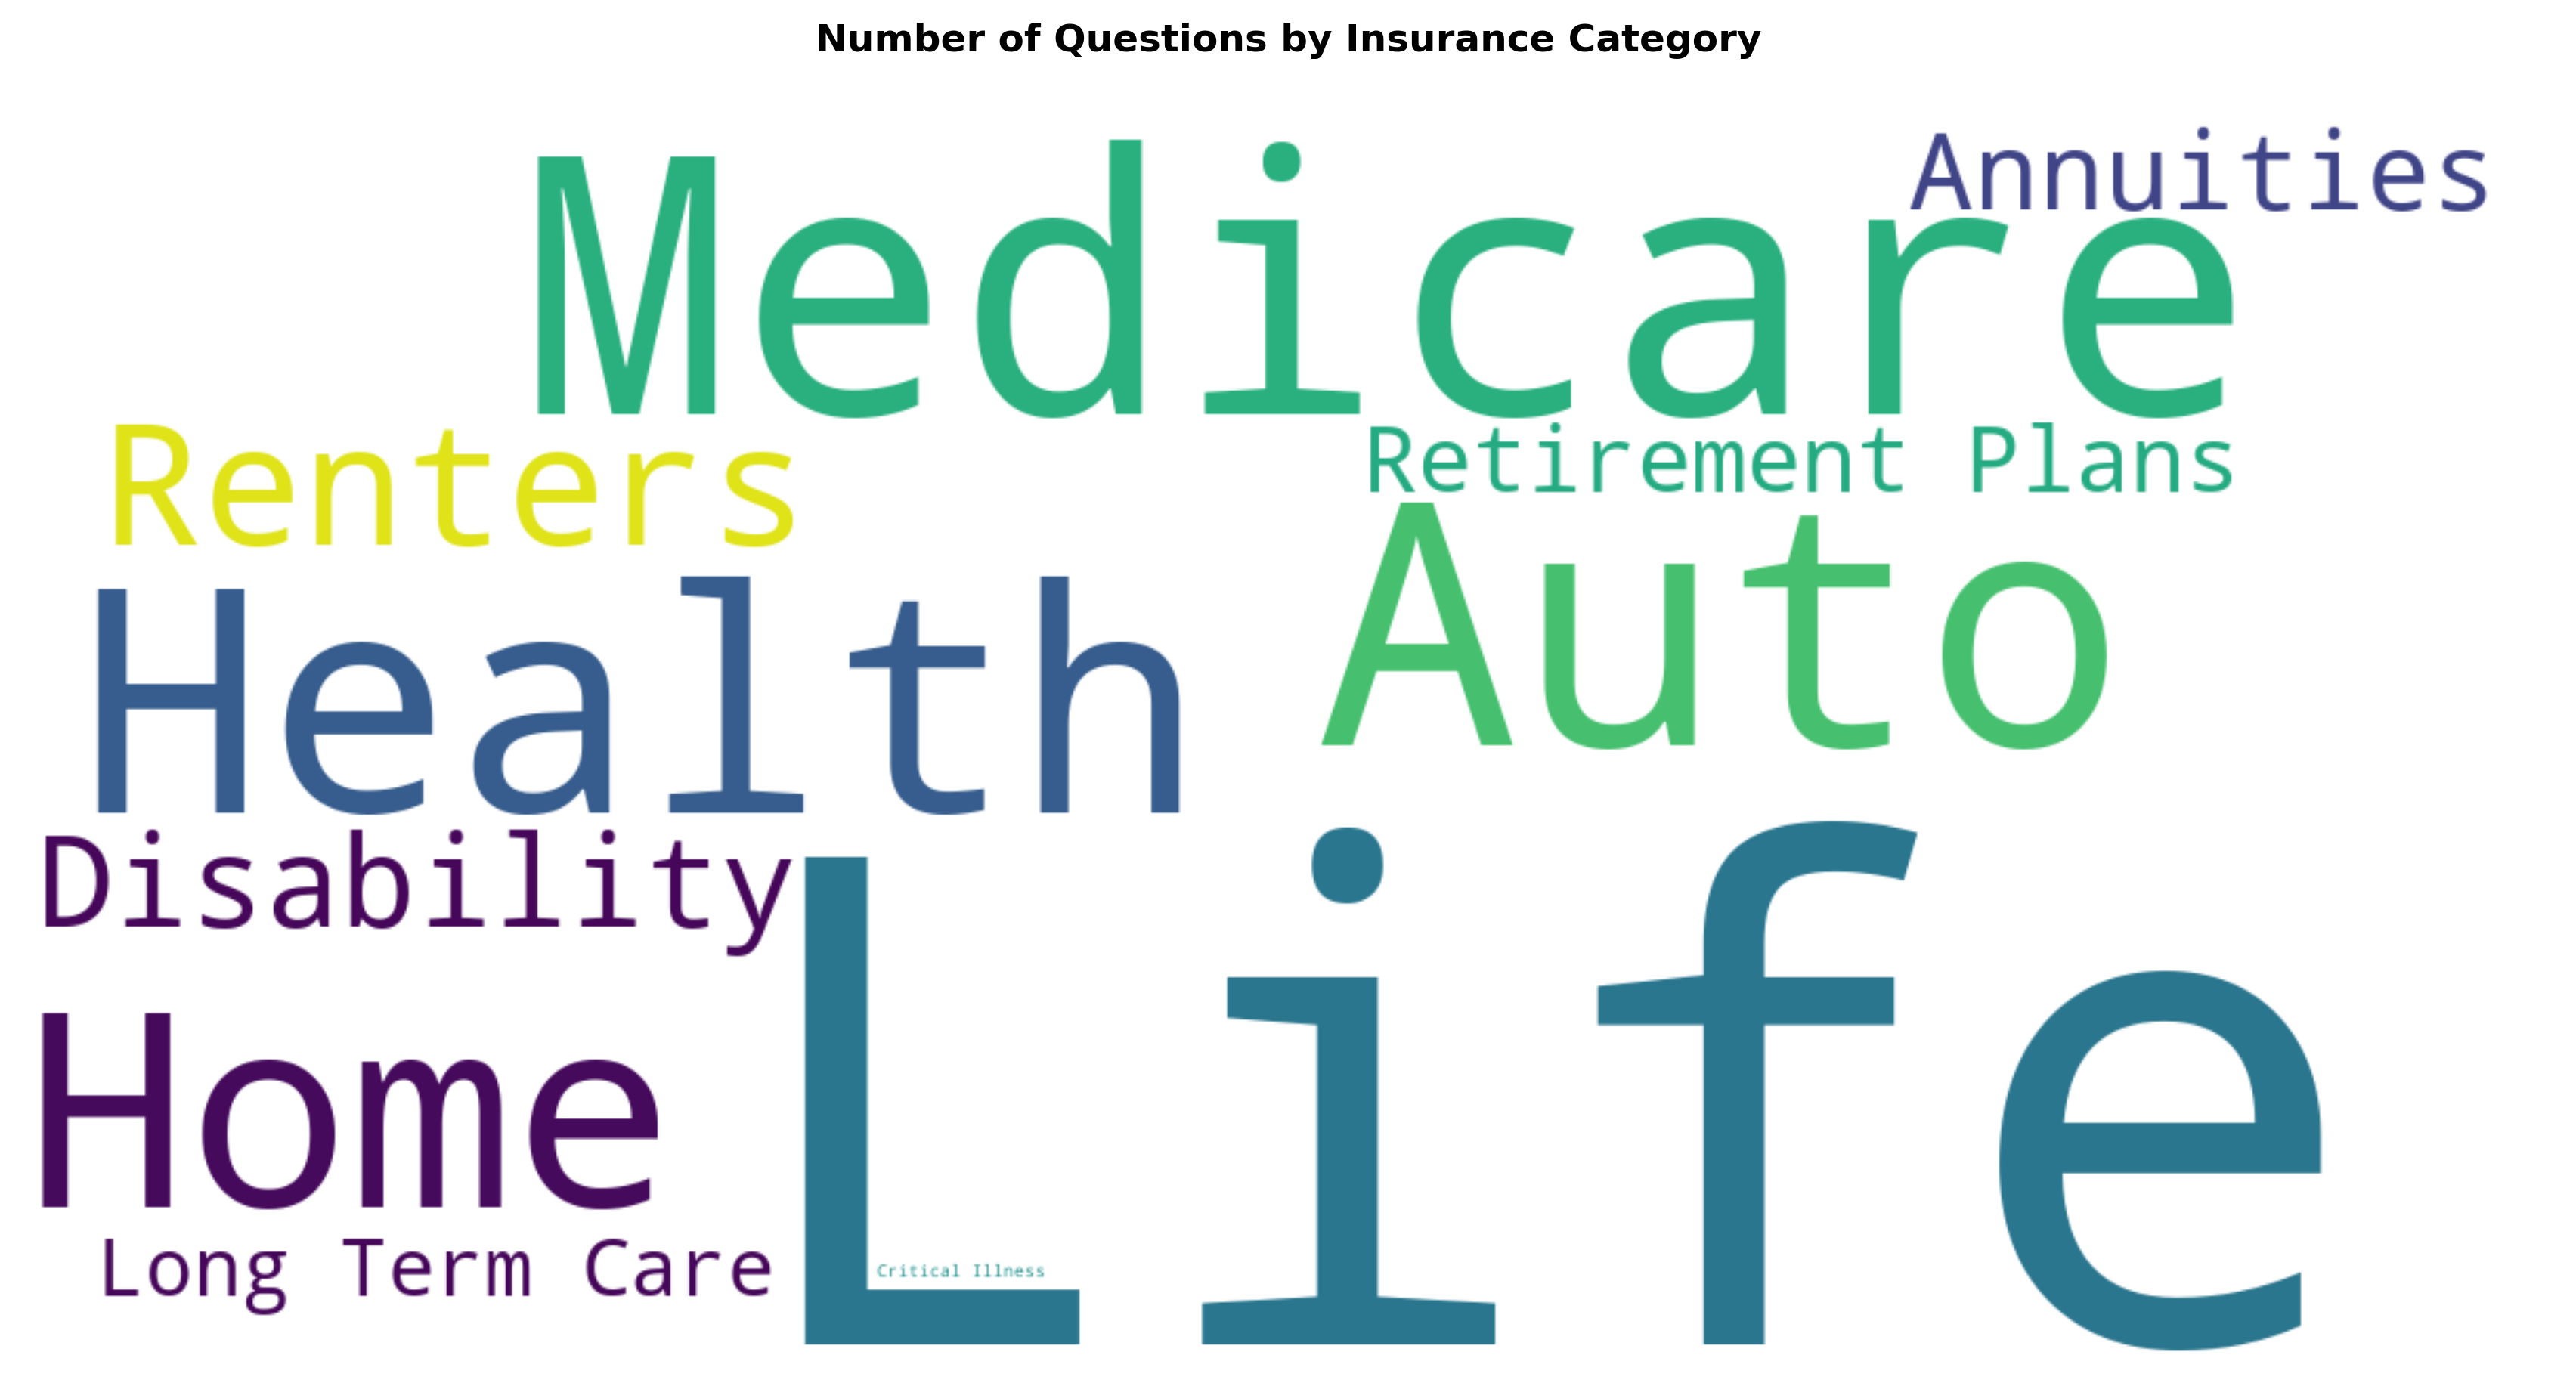 Number of Questions by Insurance Category
Annuities
Medicare
Renters
Retirement Plans
Health
Auto
Disability
Life
Home
Long Term Care
Critical Illness